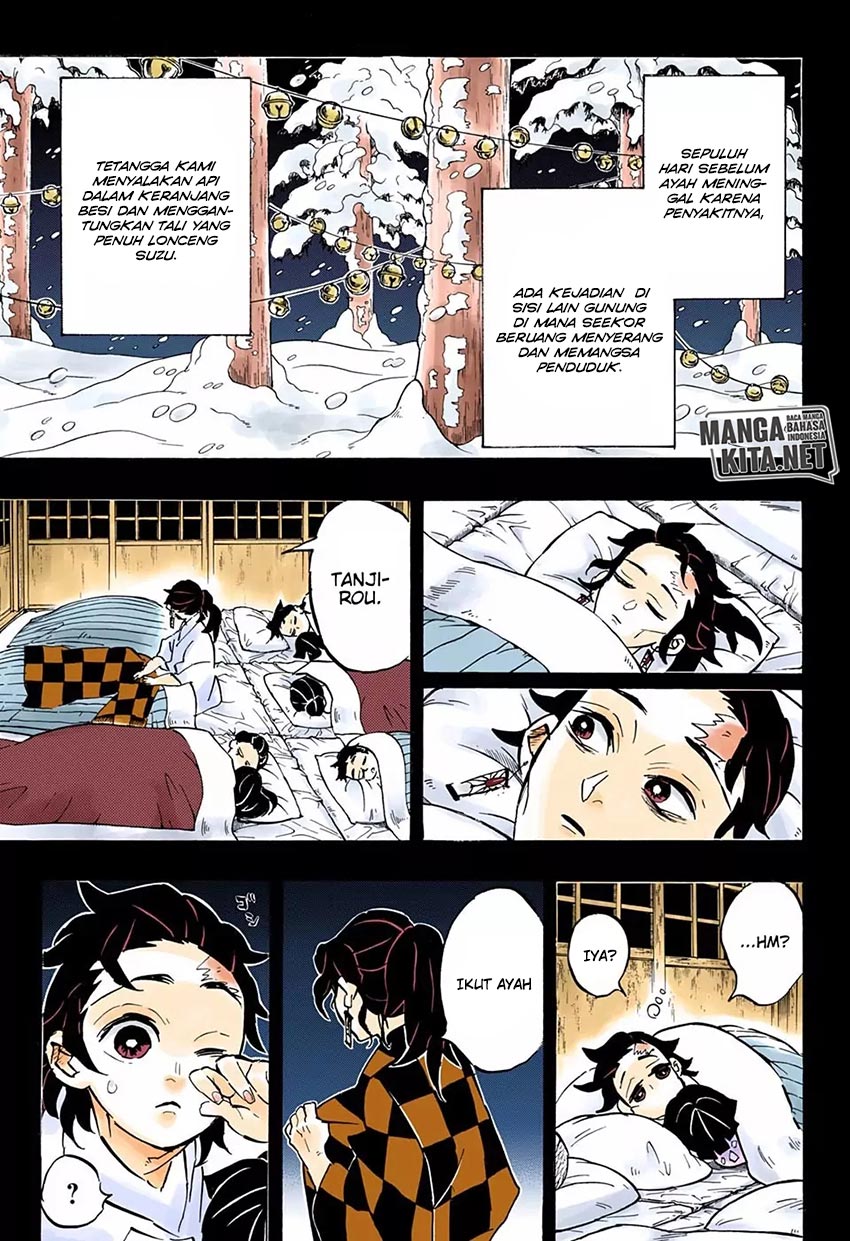 SEPULUH
HARI SEBELUM
AYAH MENING-
GAL KARENA
PENYAKITNYA,
ADA KEJADIAN DI
SISI LAIN GUNUNG
DI MANA SEEKOR
BERUANG MENYERANG
DAN MEMANGSA
PENDUDUK.
TETANGGA KAMI
MENYALAKAN API
DALAM KERANJANG
BESI DAN MENGGAN-
TUNGKAN TALI YANG
PENUH LONCENG
SUZU.
MANGA
KITA.NET
BACA MANGA
BAHASA
INDONESIA
TANJI-
ROU.
...HM?
IYA?
IKUT AYAH
ゴシ
?